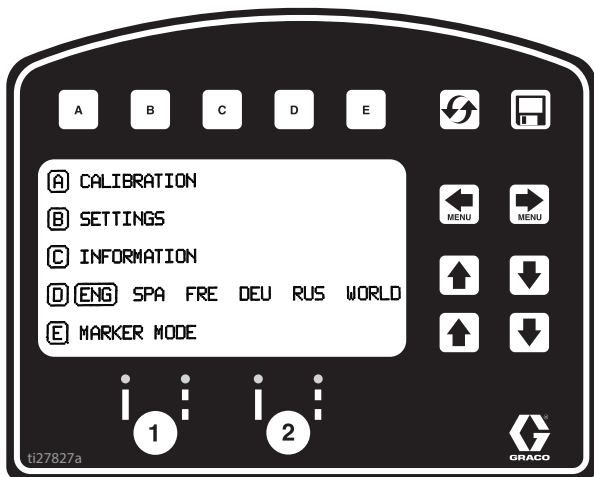 A B C D E
A CALIBRATION
B SETTINGS
C INFORMATION
D ENG SPA FRE DEU RUS WORLD
E MARKER MODE
MENU MENU
1 2
ti27827a
GRACO